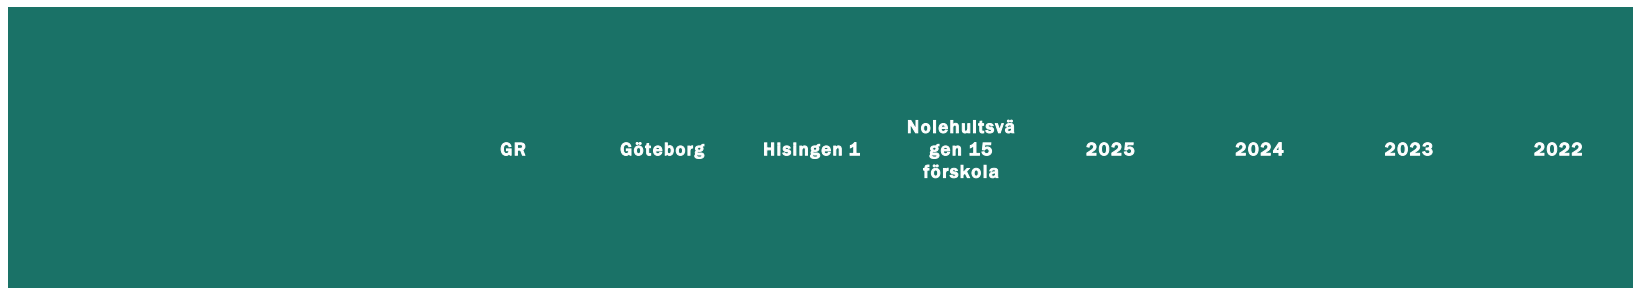 GR Göteborg Hisingen 1 Nolehultsvä
gen 15
förskola 2025 2024 2023 2022